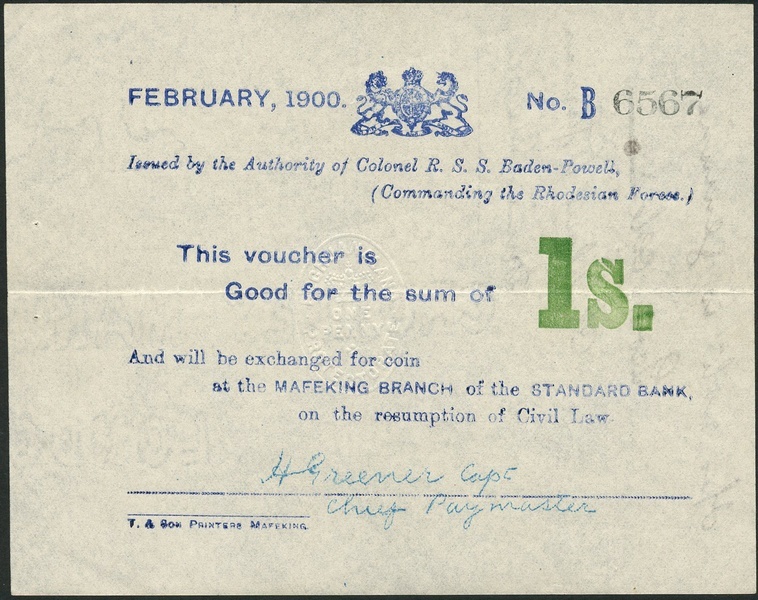 FEBRUARY, 1900. No. B 6567
Issued by the Authority of Colonel R. S. S. Baden-Powell,
(Commanding the Rhodesian Forces.)
This voucher is
Good for the sum of 1s.
And will be exchanged for coin
at the MAFEKING BRANCH of the STANDARD BANK,
on the resumption of Civil Law.
H Greener Capt
Chief Paymaster
T. & SON PRINTERS MAFEKING.
ONE
PENNY